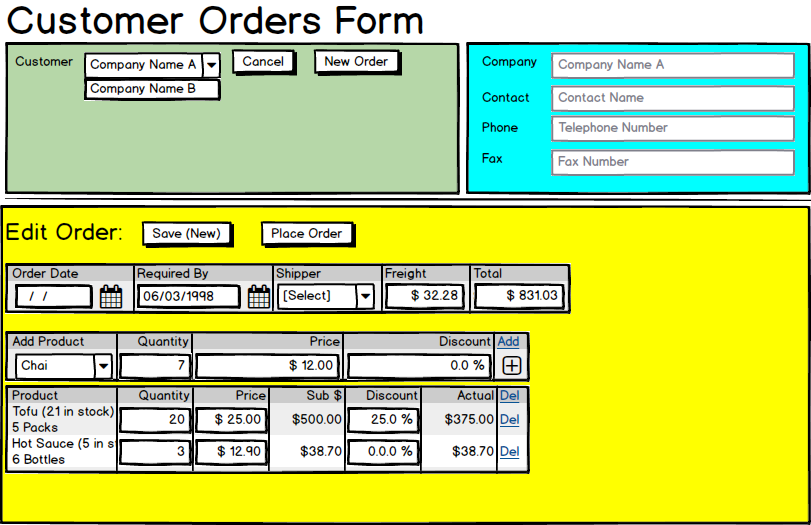 Customer Orders Form
Customer Company Name A Cancel New Order
Company Name B
Company Company Name A
Contact Contact Name
Phone Telephone Number
Fax Fax Number
Edit Order: Save (New) Place Order
Order Date Required By Shipper Freight Total
/ / 06/03/1998 [Select] $ 32.28 $ 831.03
Add Product Quantity Price Discount Add
Chai 7 $ 12.00 0.0 %
Product Quantity Price Sub $ Discount Actual Del
Tofu (21 in stock)
5 Packs 20 $ 25.00 $500.00 25.0 % $375.00 Del
Hot Sauce (5 in s
6 Bottles 3 $ 12.90 $38.70 0.0.0 % $38.70 Del